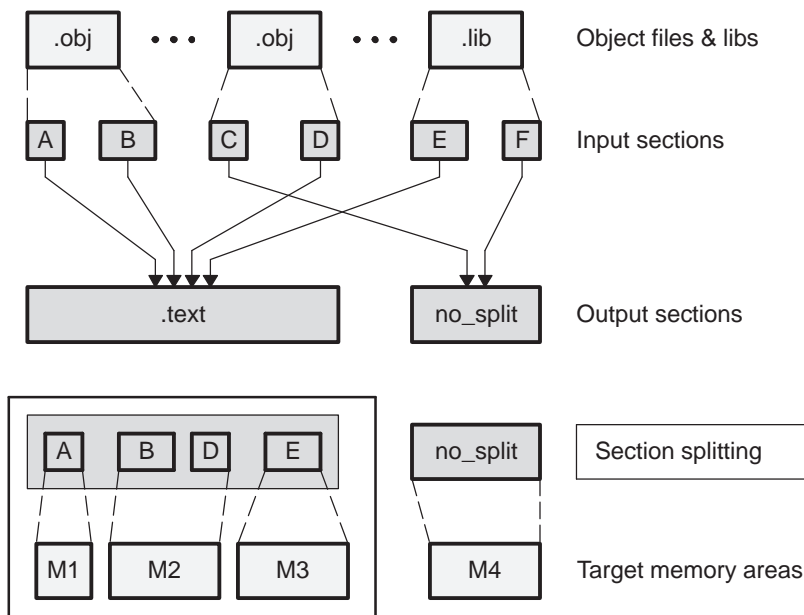 .obj • • • .obj • • • .lib Object files & libs
A B C D E F Input sections
.text no_split Output sections
A B D E no_split Section splitting
M1 M2 M3 M4 Target memory areas